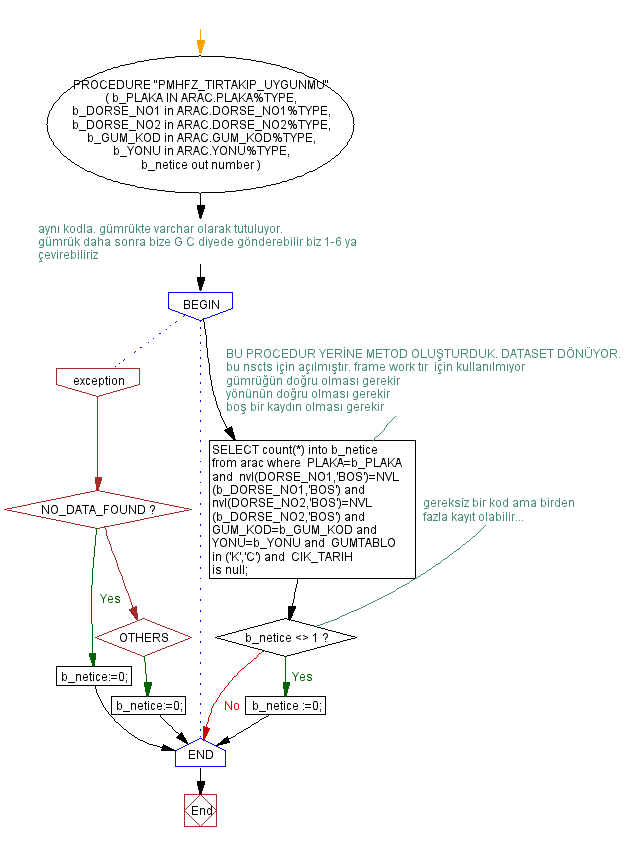 PROCEDURE "PMHFZ_TIRTAKIP_UYGUNMU"
( b_PLAKA IN ARAC.PLAKA%TYPE,
b_DORSE_NO1 in ARAC.DORSE_NO1%TYPE,
b_DORSE_NO2 in ARAC.DORSE_NO2%TYPE,
b_GUM_KOD in ARAC.GUM_KOD%TYPE,
b_YONU in ARAC.YONU%TYPE,
b_netice out number )
aynı kodla. gümrükte varchar olarak tutuluyor.
gümrük daha sonra bize G C diyede gönderebilir biz 1-6 ya
çevirebiliriz
BEGIN
exception
BU PROCEDUR YERİNE METOD OLUŞTURDUK. DATASET DÖNÜYOR.
bu nscts için açılmıştır. frame work tır  için kullanılmıyor
gümrüğün doğru olması gerekir
yönünün doğru olması gerekir
boş bir kaydın olması gerekir
SELECT count(*) into b_netice
from arac where  PLAKA=b_PLAKA
and  nvl(DORSE_NO1,'BOS')=NVL
(b_DORSE_NO1,'BOS') and
nvl(DORSE_NO2,'BOS')=NVL
(b_DORSE_NO2,'BOS') and
GUM_KOD=b_GUM_KOD and
YONU=b_YONU and  GUMTABLO
in ('K','C') and  CIK_TARIH
is null;
NO_DATA_FOUND ?
gereksiz bir kod ama birden
fazla kayıt olabilir...
Yes
OTHERS
b_netice <> 1 ?
b_netice:=0;
Yes
No
b_netice:=0;
b_netice :=0;
END
End